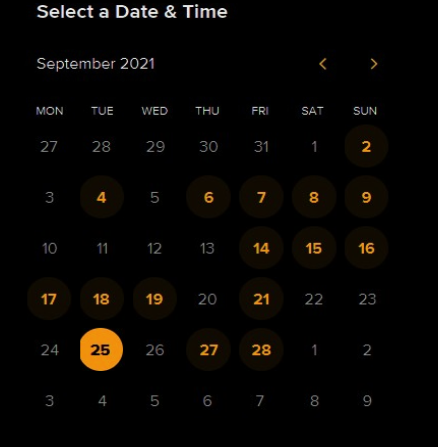 Select a Date & Time
September 2021
MON TUE WED THU FRI SAT SUN
27 28 29 30 31 1 2
3 4 5 6 7 8 9
10 11 12 13 14 15 16
17 18 19 20 21 22 23
24 25 26 27 28 1 2
3 4 5 6 7 8 9